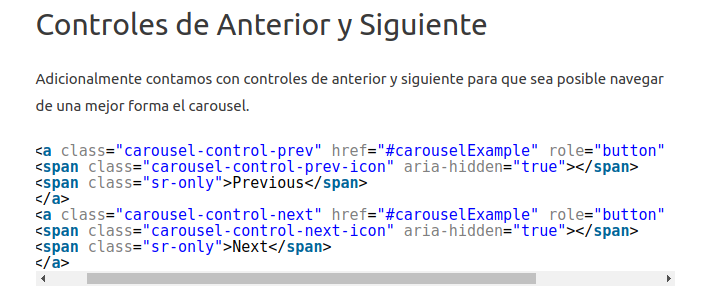 Controles de Anterior y Siguiente
Adicionalmente contamos con controles de anterior y siguiente para que sea posible navegar
de una mejor forma el carousel.
<a class="carousel-control-prev" href="#carouselExample" role="button"
<span class="carousel-control-prev-icon" aria-hidden="true"></span>
<span class="sr-only">Previous</span>
</a>
<a class="carousel-control-next" href="#carouselExample" role="button"
<span class="carousel-control-next-icon" aria-hidden="true"></span>
<span class="sr-only">Next</span>
</a>